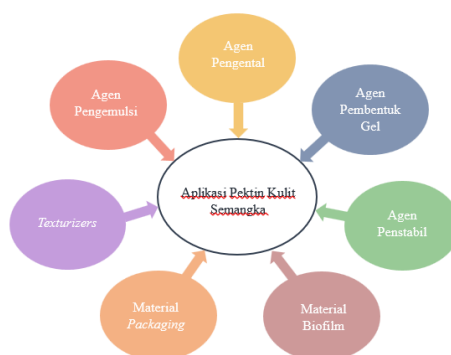 Agen
Pengental
Agen
Pengemulsi
Agen
Pembentuk
Gel
Aplikasi Pektin Kulit
Semangka
Texturizers
Agen
Penstabil
Material
Packaging
Material
Biofilm